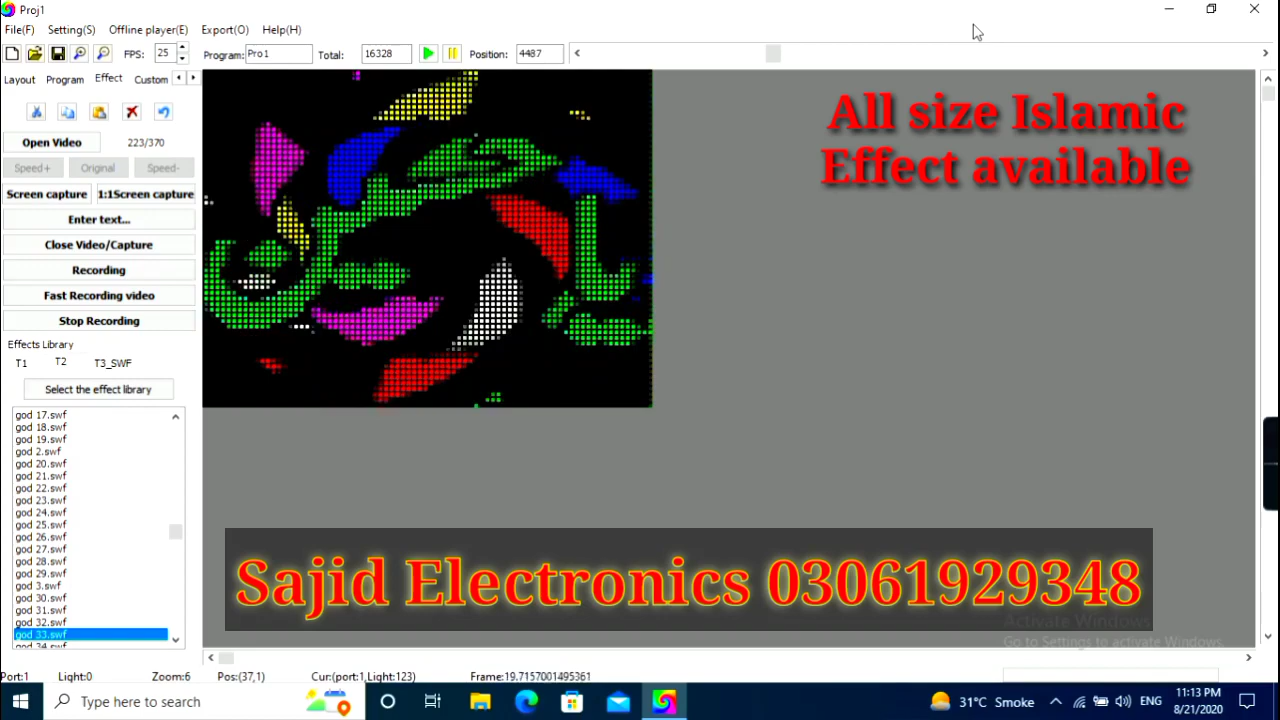 Proj1
File(F) Setting(S) Offline player(E) Export(O) Help(H)
FPS: 25 Program: Pro1 Total: 16328 Position: 4487
Layout Program Effect Custom
Open Video 223/370
Speed+ Original Speed-
Screen capture 1:1Screen capture
Enter text...
Close Video/Capture
Recording
Fast Recording video
Stop Recording
Effects Library
T1 T2 T3_SWF
Select the effect library
god 17.swf
god 18.swf
god 19.swf
god 2.swf
god 20.swf
god 21.swf
god 22.swf
god 23.swf
god 24.swf
god 25.swf
god 26.swf
god 27.swf
god 28.swf
god 29.swf
god 3.swf
god 30.swf
god 31.swf
god 32.swf
god 33.swf
god 34.swf
All size Islamic
Effect available
Sajid Electronics 03061929348
Activate Windows
Go to Settings to activate Windows.
Port:1 Light:0 Zoom:6 Pos:(37,1) Cur:(port:1,Light:123) Frame:19.7157001495361
Type here to search
31°C Smoke ENG
11:13 PM
8/21/2020